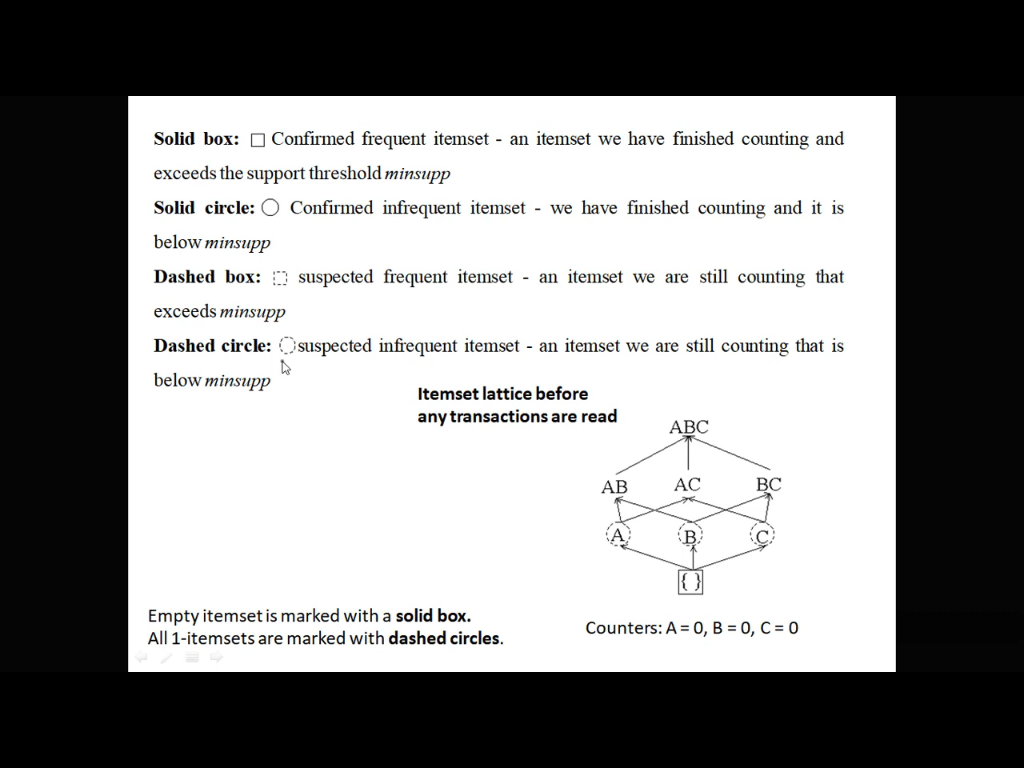 Solid box: Confirmed frequent itemset - an itemset we have finished counting and
exceeds the support threshold minsupp
Solid circle: Confirmed infrequent itemset - we have finished counting and it is
below minsupp
Dashed box: suspected frequent itemset - an itemset we are still counting that
exceeds minsupp
Dashed circle: suspected infrequent itemset - an itemset we are still counting that is
below minsupp
Itemset lattice before
any transactions are read
ABC
AB AC BC
A B C
{ }
Empty itemset is marked with a solid box.
All 1-itemsets are marked with dashed circles.
Counters: A = 0, B = 0, C = 0